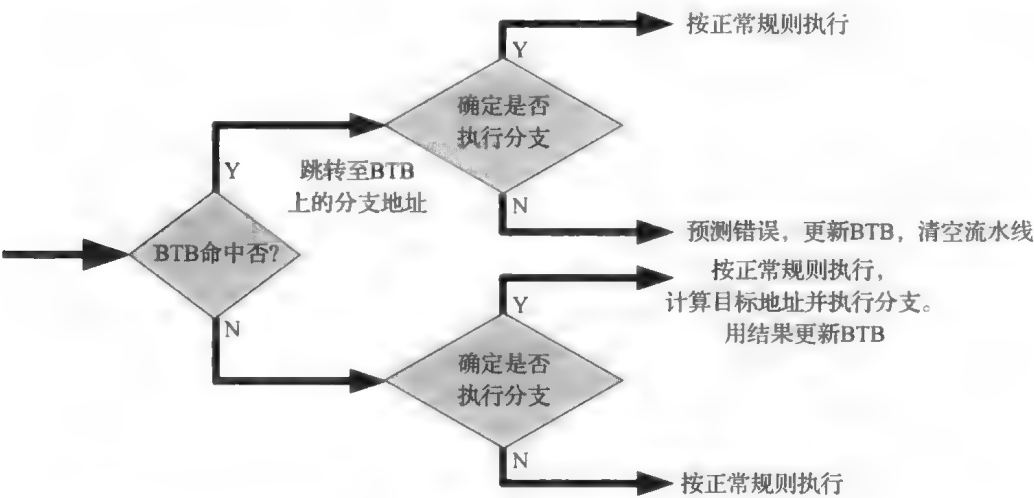 按正常规则执行
Y
确定是否
执行分支
Y
跳转至BTB
上的分支地址
N
预测错误，更新BTB，清空流水线
BTB命中否?
按正常规则执行，
Y
计算目标地址并执行分支。
N
用结果更新BTB
确定是否
执行分支
N
按正常规则执行